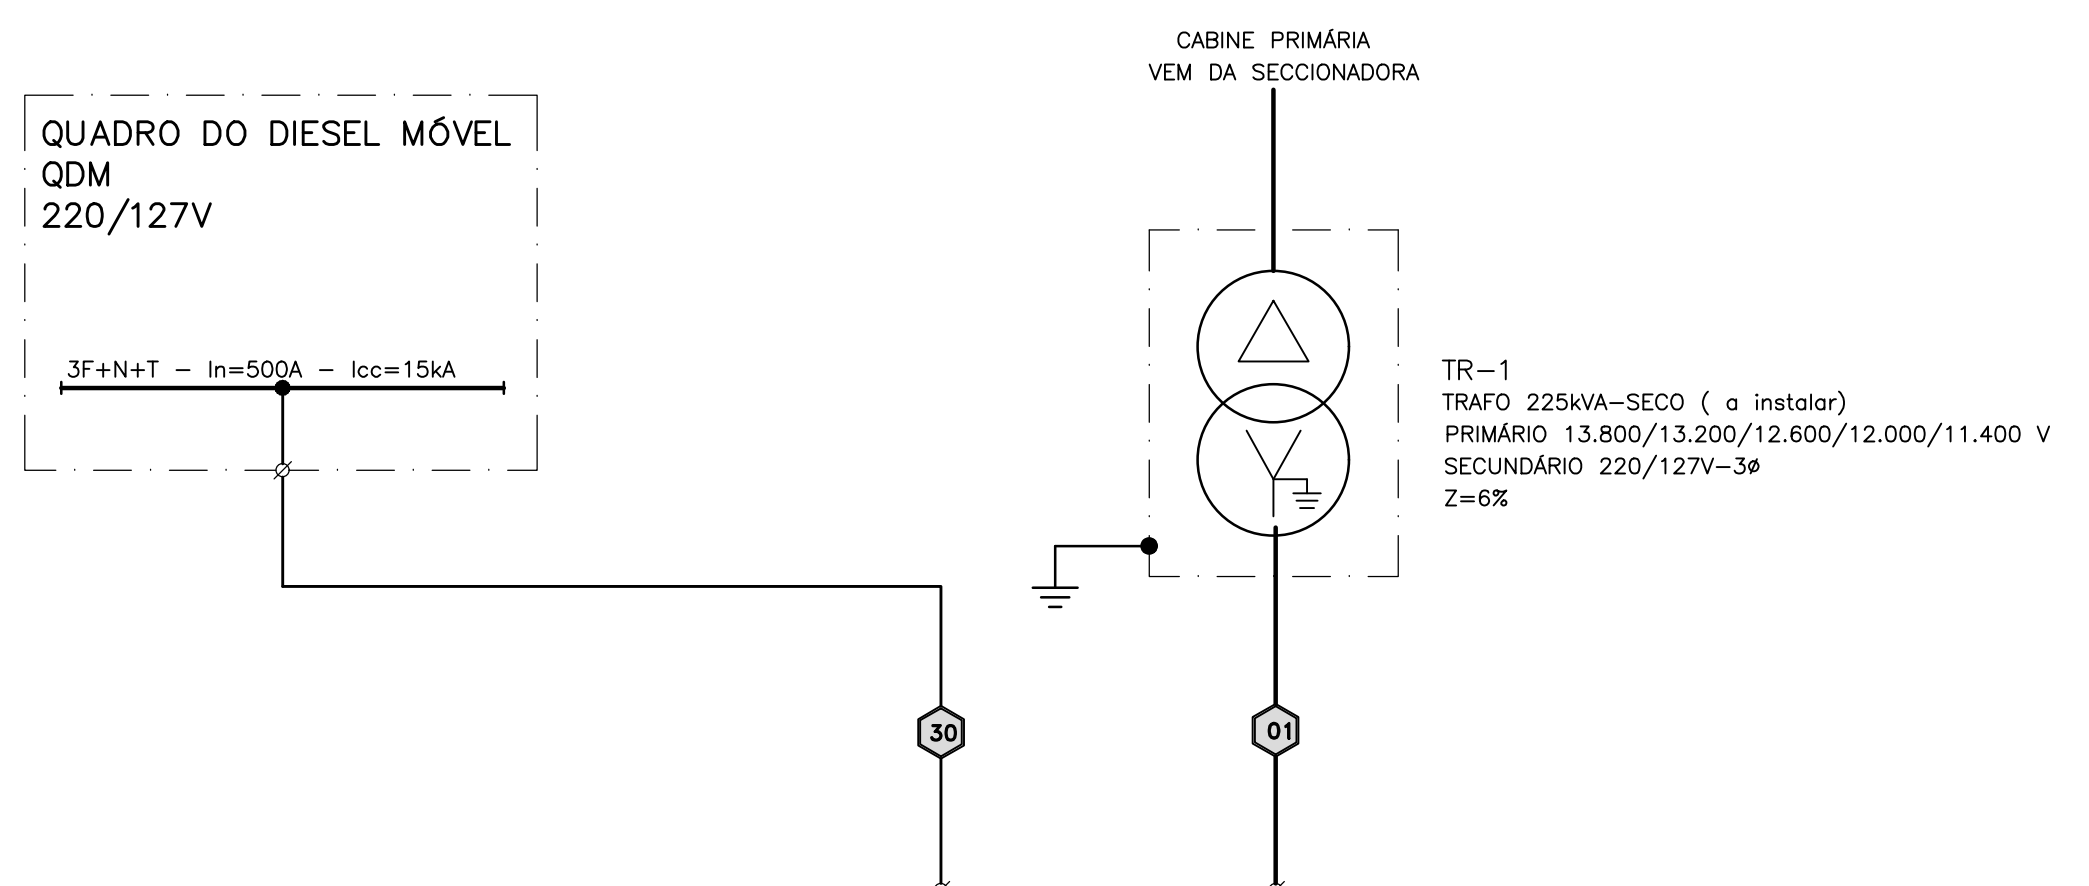 CABINE PRIMÁRIA
VEM DA SECCIONADORA
QUADRO DO DIESEL MÓVEL
QDM
220/127V
3F+N+T - In=500A - Icc=15kA
TR-1
TRAFO 225kVA-SECO ( a instalar)
PRIMÁRIO 13.800/13.200/12.600/12.000/11.400 V
SECUNDÁRIO 220/127V-3ø
Z=6%
30
01